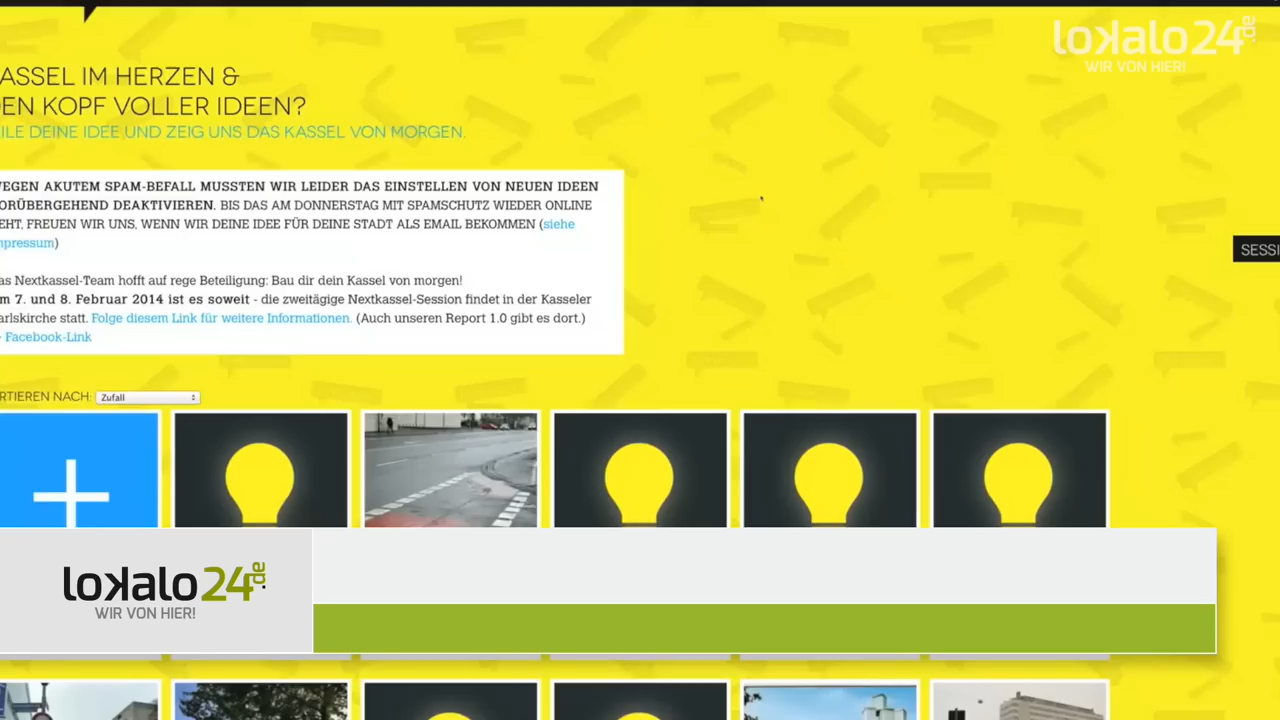 lokalo24.de
WIR VON HIER!
ASSEL IM HERZEN &
EN KOPF VOLLER IDEEN?
ILE DEINE IDEE UND ZEIG UNS DAS KASSEL VON MORGEN.
EGEN AKUTEM SPAM-BEFALL MUSSTEN WIR LEIDER DAS EINSTELLEN VON NEUEN IDEEN
ORÜBERGEHEND DEAKTIVIEREN. BIS DAS AM DONNERSTAG MIT SPAMSCHUTZ WIEDER ONLINE
EHT, FREUEN WIR UNS, WENN WIR DEINE IDEE FÜR DEINE STADT ALS EMAIL BEKOMMEN (siehe
mpressum)
SESSI
as Nextkassel-Team hofft auf rege Beteiligung: Bau dir dein Kassel von morgen!
m 7. und 8. Februar 2014 ist es soweit - die zweitägige Nextkassel-Session findet in der Kasseler
arlskirche statt. Folge diesem Link für weitere Informationen. (Auch unseren Report 1.0 gibt es dort.)
- Facebook-Link
RTIEREN NACH: Zufall
lokalo24.de
WIR VON HIER!